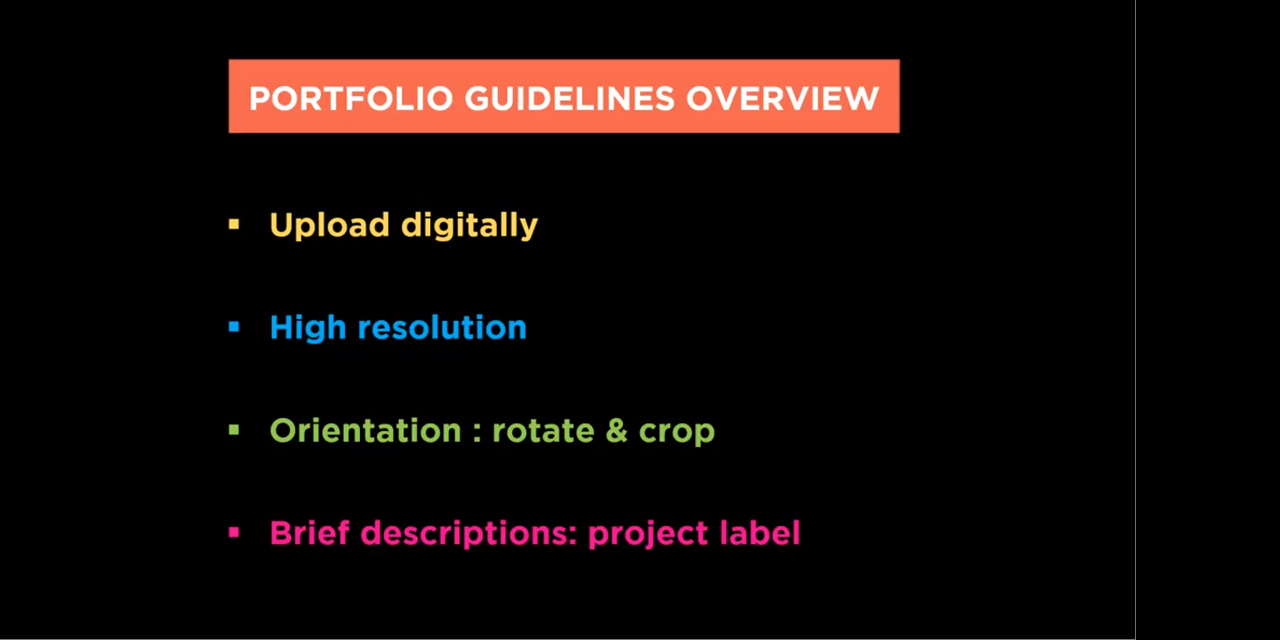 PORTFOLIO GUIDELINES OVERVIEW
▪ Upload digitally
▪ High resolution
▪ Orientation : rotate & crop
▪ Brief descriptions: project label